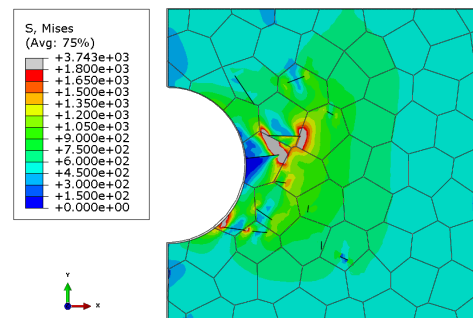 S, Mises
(Avg: 75%)
+3.743e+03
+1.800e+03
+1.650e+03
+1.500e+03
+1.350e+03
+1.200e+03
+1.050e+03
+9.000e+02
+7.500e+02
+6.000e+02
+4.500e+02
+3.000e+02
+1.500e+02
+0.000e+00
Y
X